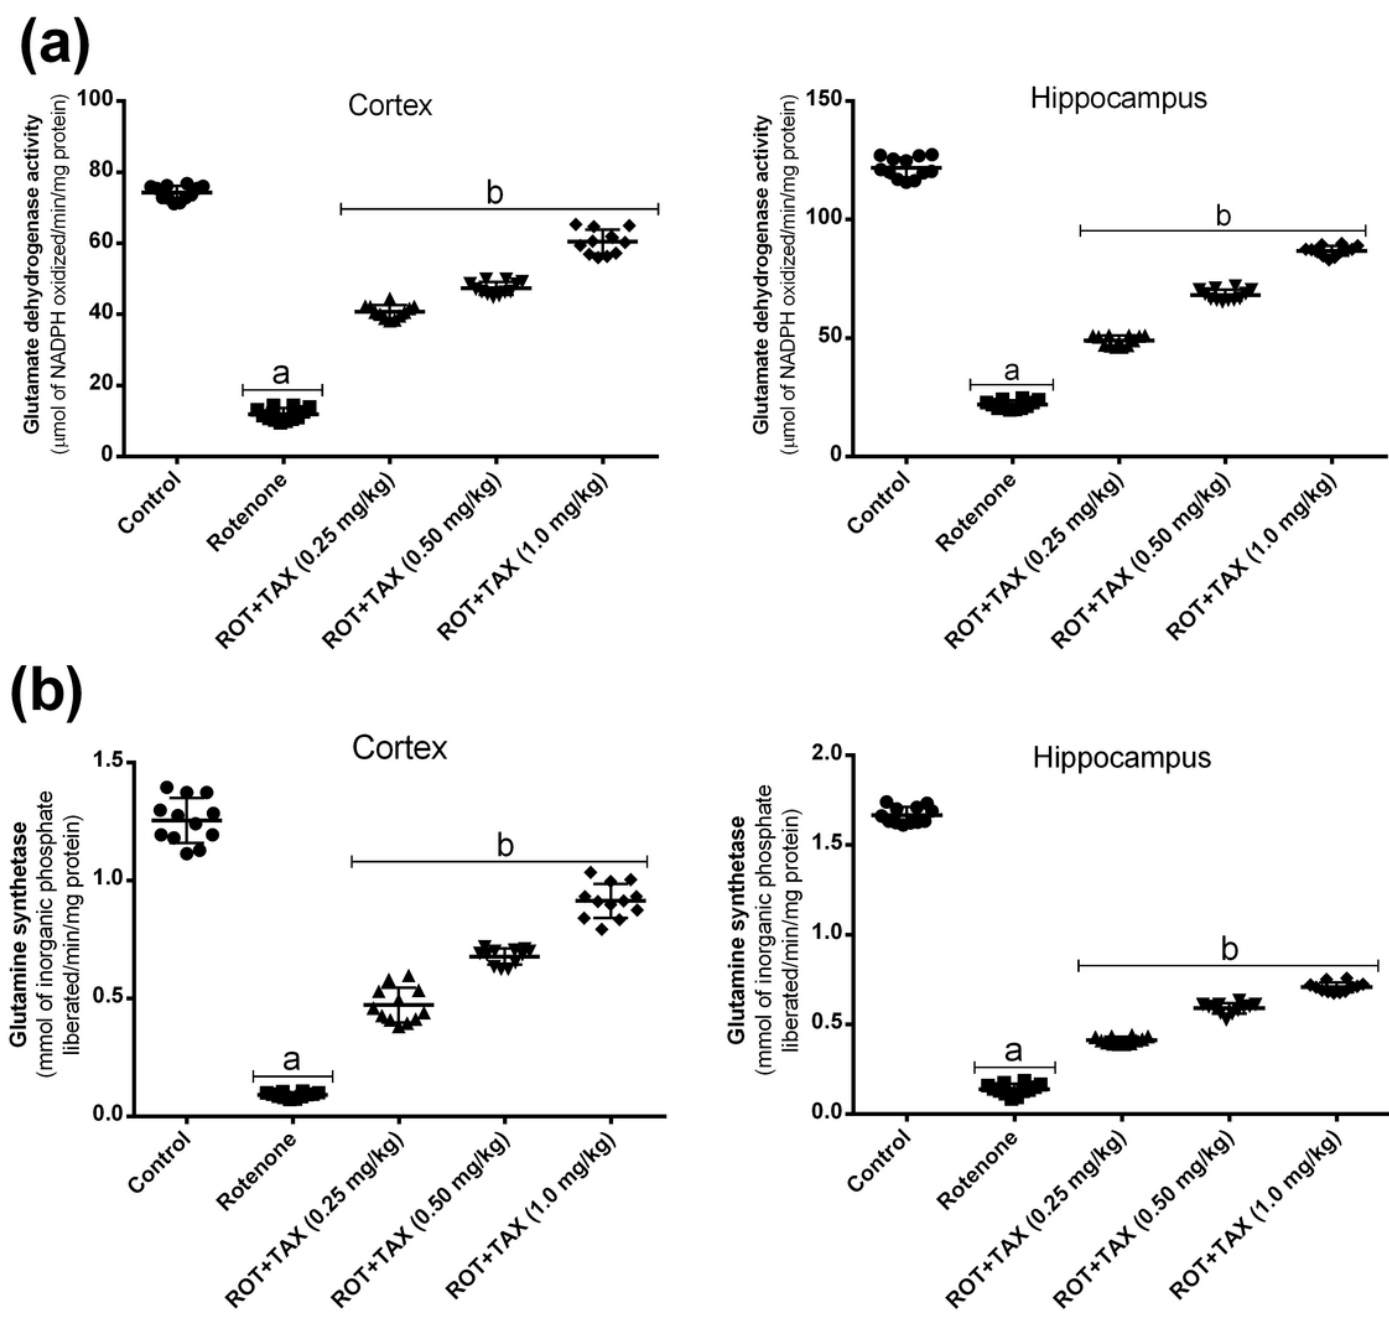 (a)
Cortex
Glutamate dehydrogenase activity
(μmol of NADPH oxidized/min/mg protein)
100
80
60
40
20
0
a
b
Control
Rotenone
ROT+TAX (0.25 mg/kg)
ROT+TAX (0.50 mg/kg)
ROT+TAX (1.0 mg/kg)
Hippocampus
Glutamate dehydrogenase activity
(μmol of NADPH oxidized/min/mg protein)
150
100
50
0
a
b
Control
Rotenone
ROT+TAX (0.25 mg/kg)
ROT+TAX (0.50 mg/kg)
ROT+TAX (1.0 mg/kg)
(b)
Cortex
Glutamine synthetase
(mmol of inorganic phosphate
liberated/min/mg protein)
1.5
1.0
0.5
0.0
a
b
Control
Rotenone
ROT+TAX (0.25 mg/kg)
ROT+TAX (0.50 mg/kg)
ROT+TAX (1.0 mg/kg)
Hippocampus
Glutamine synthetase
(mmol of inorganic phosphate
liberated/min/mg protein)
2.0
1.5
1.0
0.5
0.0
a
b
Control
Rotenone
ROT+TAX (0.25 mg/kg)
ROT+TAX (0.50 mg/kg)
ROT+TAX (1.0 mg/kg)